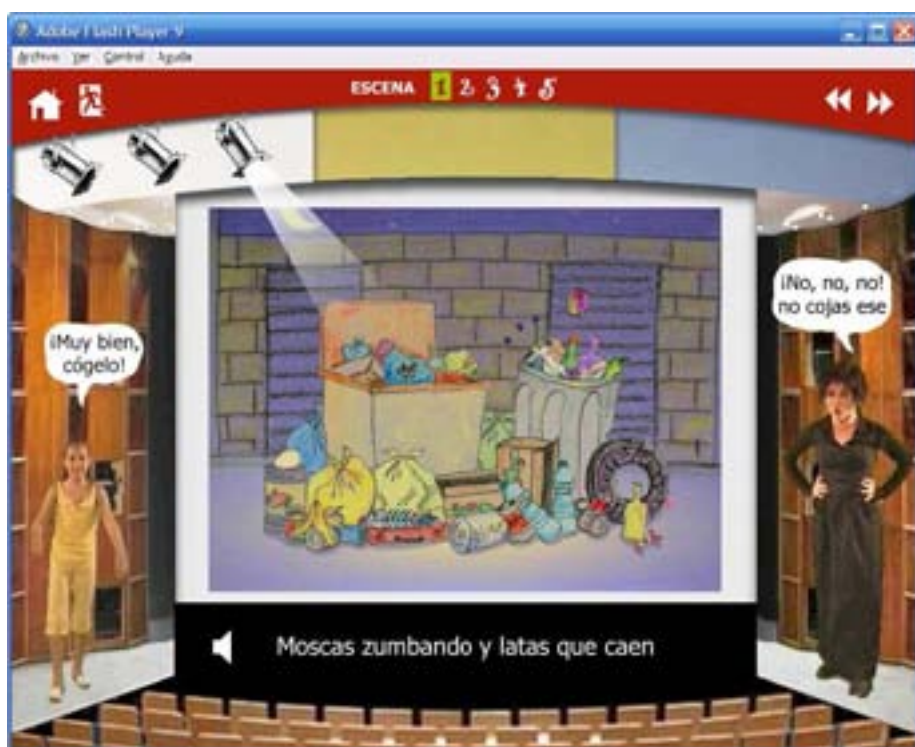 Adobe Flash Player 9
Archivo Ver Control Ayuda
ESCENA 1 2 3 4 5
¡Muy bien,
cógelo!
¡No, no, no!
no cojas ese
Moscas zumbando y latas que caen